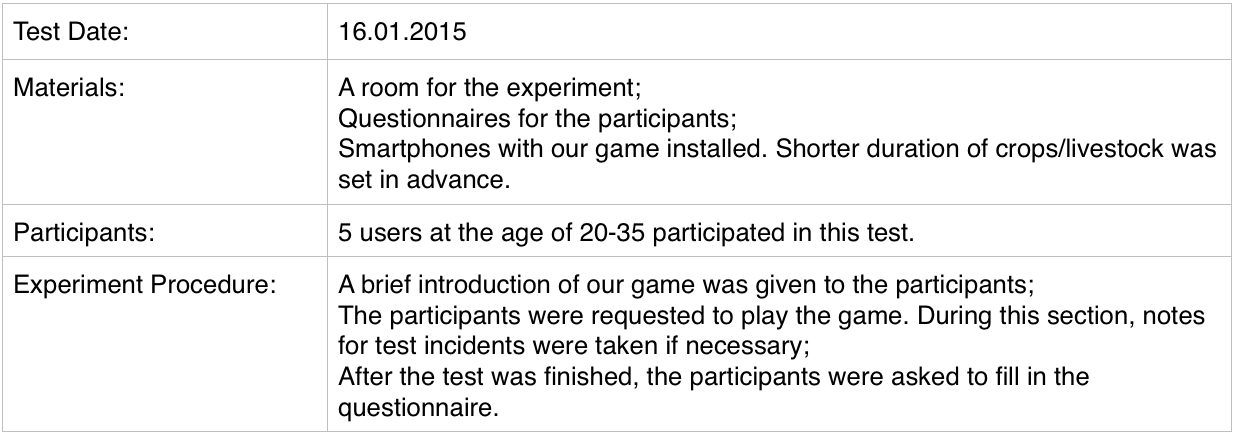 Test Date: 16.01.2015
Materials: A room for the experiment;
Questionnaires for the participants;
Smartphones with our game installed. Shorter duration of crops/livestock was
set in advance.
Participants: 5 users at the age of 20-35 participated in this test.
Experiment Procedure: A brief introduction of our game was given to the participants;
The participants were requested to play the game. During this section, notes
for test incidents were taken if necessary;
After the test was finished, the participants were asked to fill in the
questionnaire.